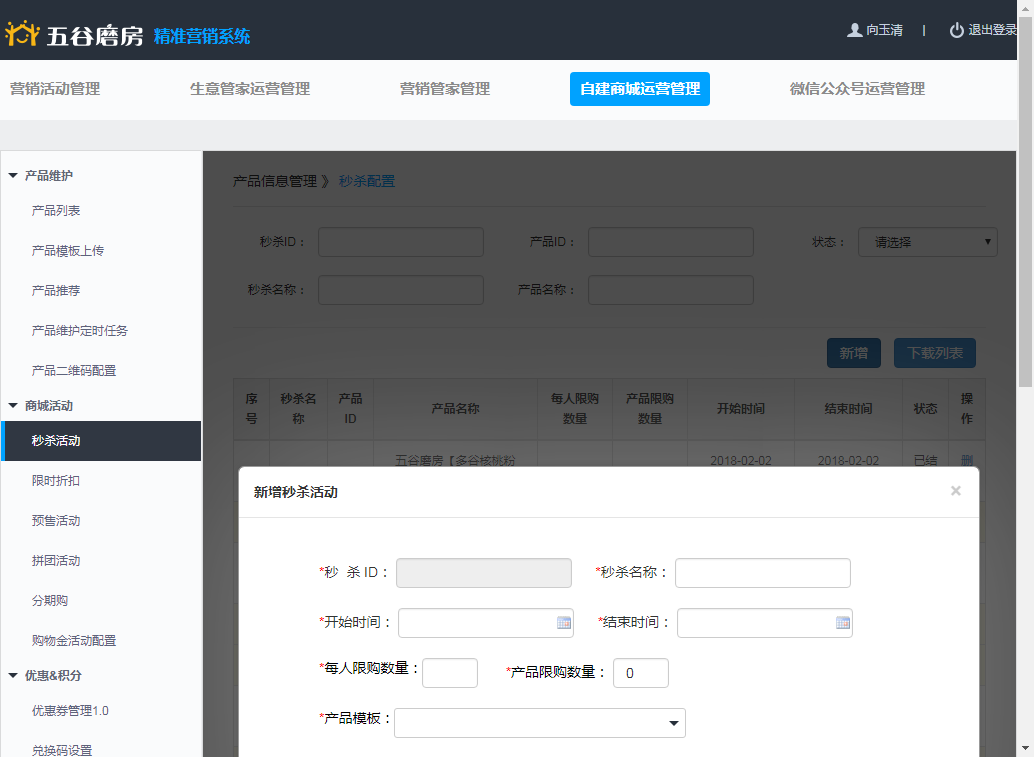 五谷磨房 精准营销系统
向玉清 | 退出登录
营销活动管理 生意管家运营管理 营销管家管理 自建商城运营管理 微信公众号运营管理
产品维护
产品列表
产品模板上传
产品推荐
产品维护定时任务
产品二维码配置
商城活动
秒杀活动
限时折扣
预售活动
拼团活动
分期购
购物金活动配置
优惠&积分
优惠券管理1.0
兑换码设置
产品信息管理 》 秒杀配置
秒杀ID： 产品ID： 状态： 请选择
秒杀名称： 产品名称：
新增 下载列表
序号 秒杀名称 产品ID 产品名称 每人限购数量 产品限购数量 开始时间 结束时间 状态 操作
五谷磨房【多谷核桃粉 2018-02-02 2018-02-02 已结 删
新增秒杀活动 ×
*秒 杀 ID： *秒杀名称：
*开始时间： *结束时间：
*每人限购数量： *产品限购数量： 0
*产品模板：